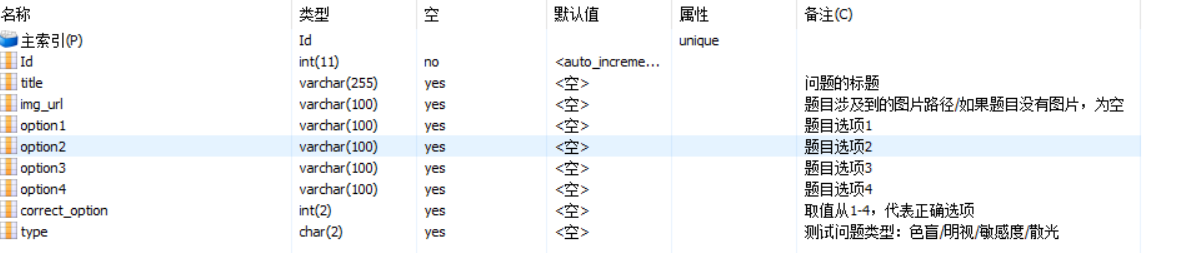 名称 类型 空 默认值 属性 备注(C)
主索引(P) Id unique
Id int(11) no <auto_increme...
title varchar(255) yes <空> 问题的标题
img_url varchar(100) yes <空> 题目涉及到的图片路径/如果题目没有图片，为空
option1 varchar(100) yes <空> 题目选项1
option2 varchar(100) yes <空> 题目选项2
option3 varchar(100) yes <空> 题目选项3
option4 varchar(100) yes <空> 题目选项4
correct_option int(2) yes <空> 取值从1-4，代表正确选项
type char(2) yes <空> 测试问题类型：色盲/明视/敏感度/散光